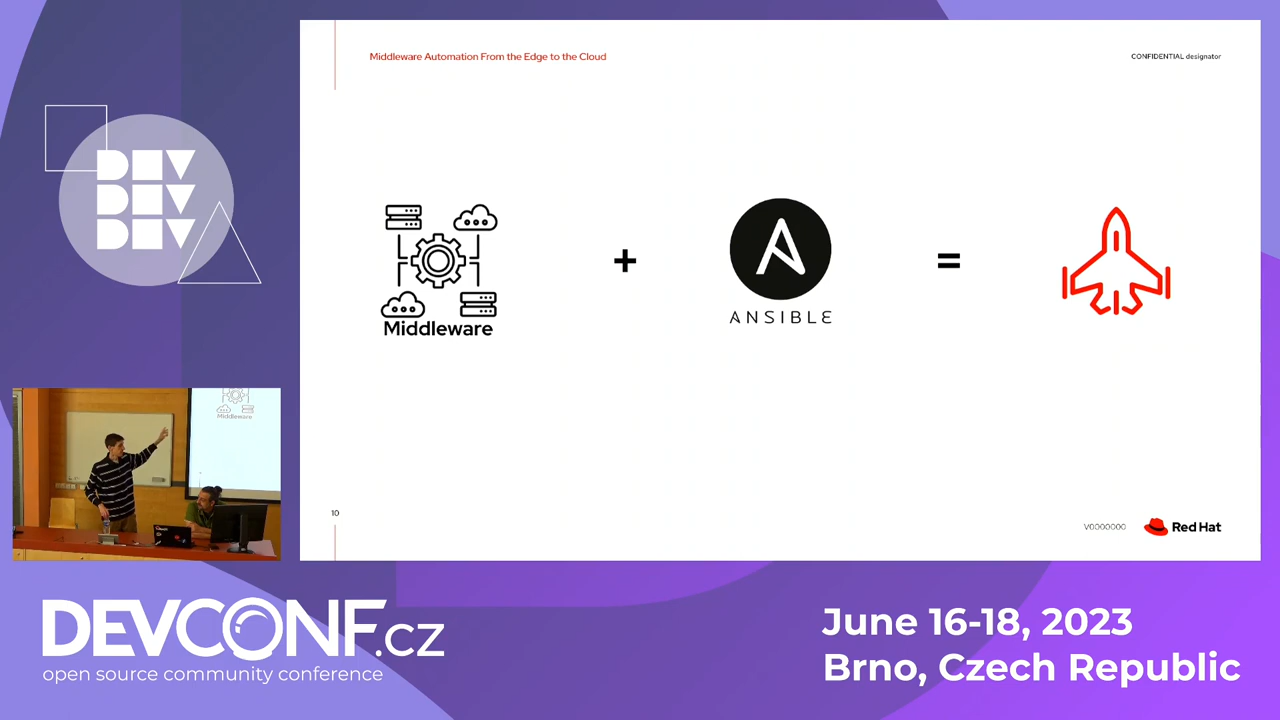 Middleware Automation From the Edge to the Cloud
CONFIDENTIAL designator
DEV
DEV
DEV
Middleware
+
ANSIBLE
=
Middleware
10
V0000000
Red Hat
DEVCONF.cz
open source community conference
June 16-18, 2023
Brno, Czech Republic